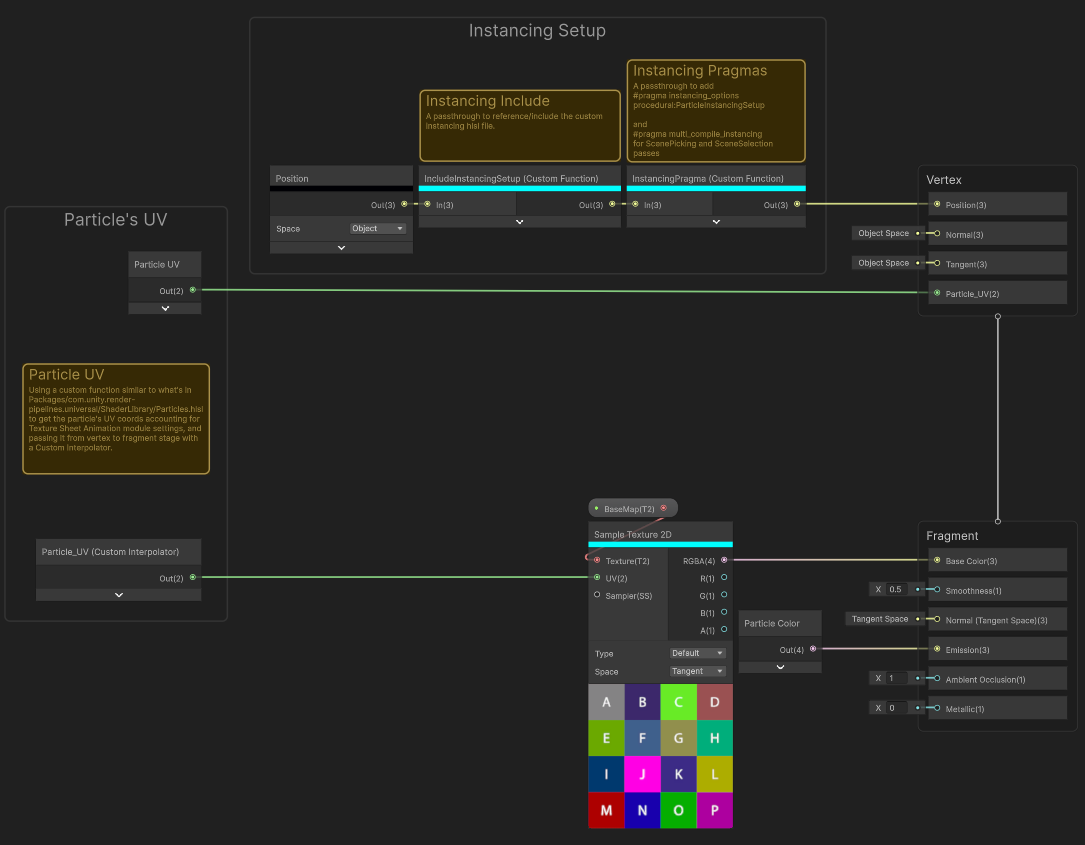 Instancing Setup
Instancing Pragmas
A passthrough to add
#pragma instancing_options
procedural:ParticleInstancingSetup
and
#pragma multi_compile_instancing
for ScenePicking and SceneSelection
passes
Instancing Include
A passthrough to reference/include the custom
instancing hlsl file.
Position
Out(3)
Space
Object
IncludeInstancingSetup (Custom Function)
In(3)
Out(3)
InstancingPragma (Custom Function)
In(3)
Out(3)
Vertex
Position(3)
Object Space
Normal(3)
Object Space
Tangent(3)
Particle_UV(2)
Particle's UV
Particle UV
Out(2)
Particle UV
Using a custom function similar to what's in
Packages/com.unity.render-
pipelines.universal/ShaderLibrary/Particles.hlsl
to get the particle's UV coords accounting for
Texture Sheet Animation module settings, and
passing it from vertex to fragment stage with
a Custom Interpolator.
Particle_UV (Custom Interpolator)
Out(2)
BaseMap(T2)
Sample Texture 2D
Texture(T2)
RGBA(4)
UV(2)
R(1)
Sampler(SS)
G(1)
B(1)
A(1)
Type
Default
Space
Tangent
A B C D
E F G H
I J K L
M N O P
Particle Color
Out(4)
Fragment
Base Color(3)
X 0.5
Smoothness(1)
Tangent Space
Normal (Tangent Space)(3)
Emission(3)
X 1
Ambient Occlusion(1)
X 0
Metallic(1)